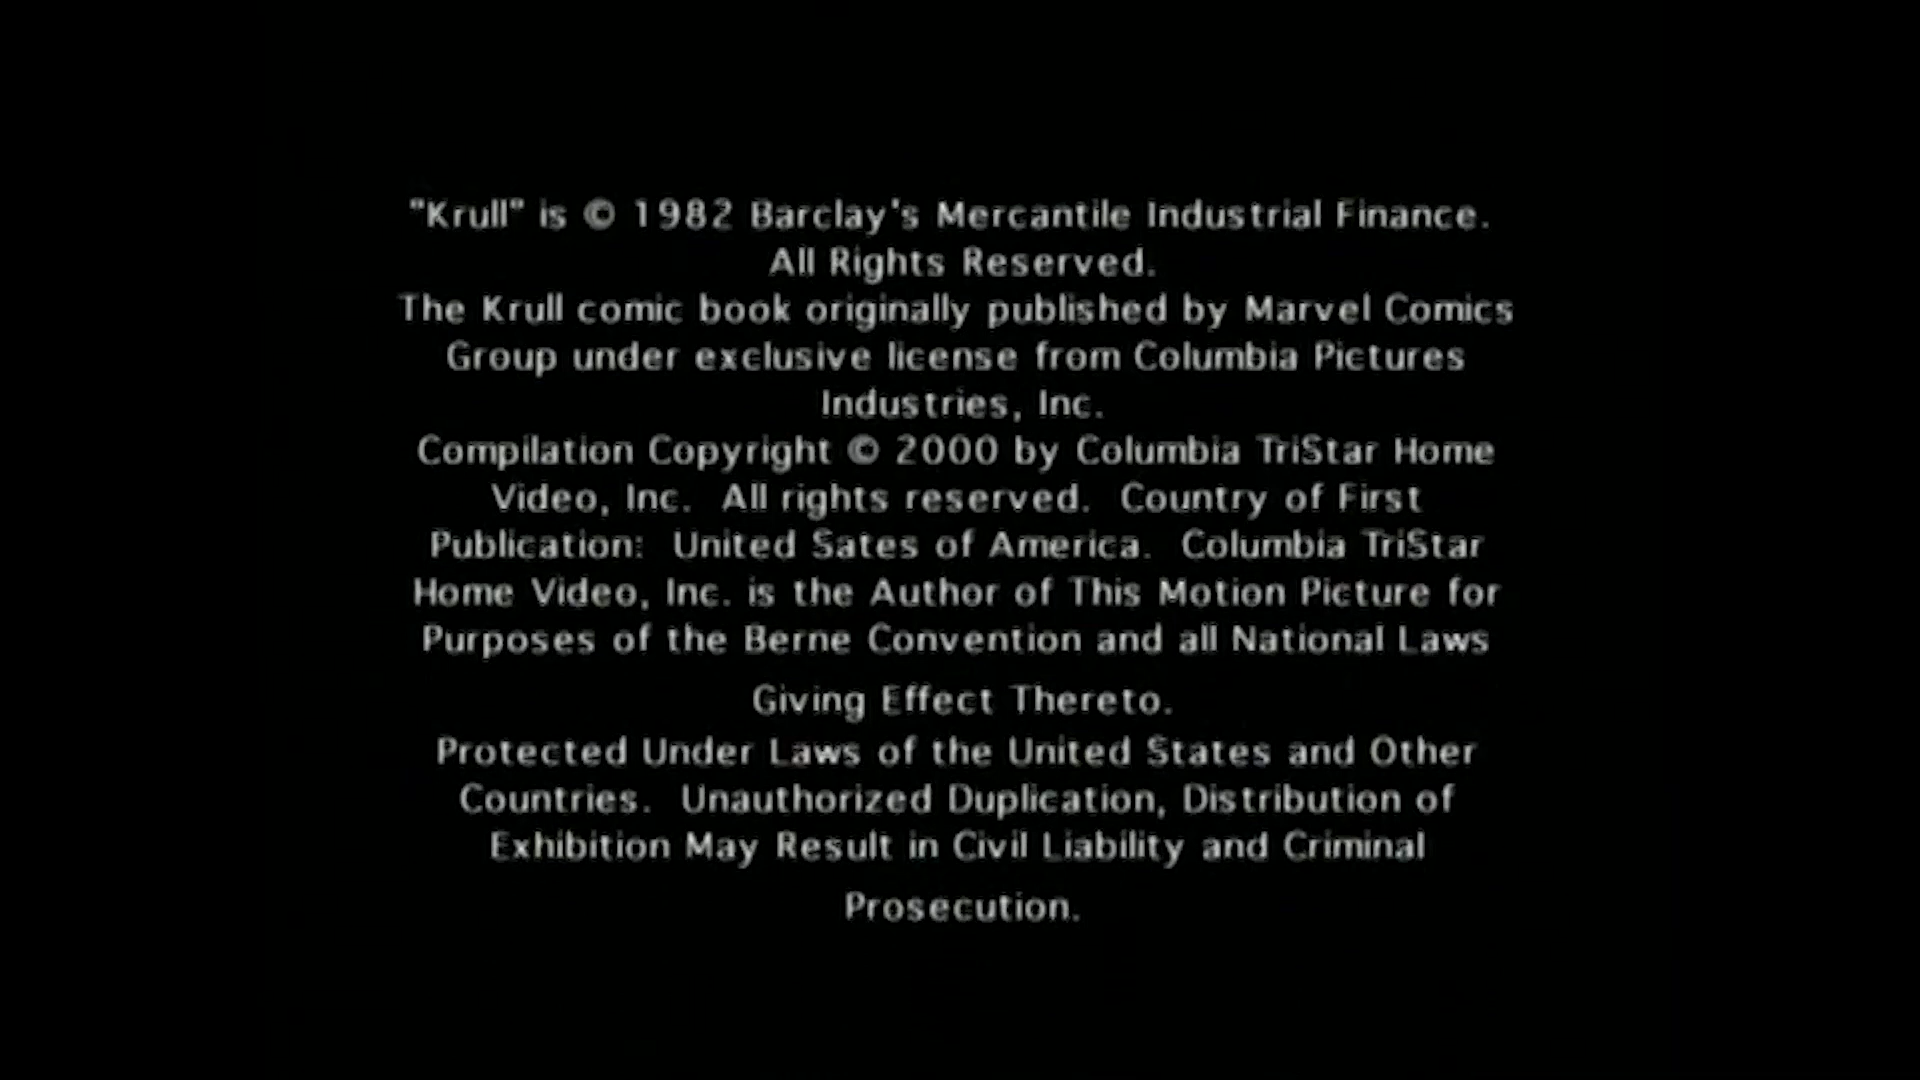 "Krull" is © 1982 Barclay's Mercantile Industrial Finance.
All Rights Reserved.
The Krull comic book originally published by Marvel Comics
Group under exclusive license from Columbia Pictures
Industries, Inc.
Compilation Copyright © 2000 by Columbia TriStar Home
Video, Inc.  All rights reserved.  Country of First
Publication:  United Sates of America.  Columbia TriStar
Home Video, Inc. is the Author of This Motion Picture for
Purposes of the Berne Convention and all National Laws
Giving Effect Thereto.
Protected Under Laws of the United States and Other
Countries.  Unauthorized Duplication, Distribution of
Exhibition May Result in Civil Liability and Criminal
Prosecution.